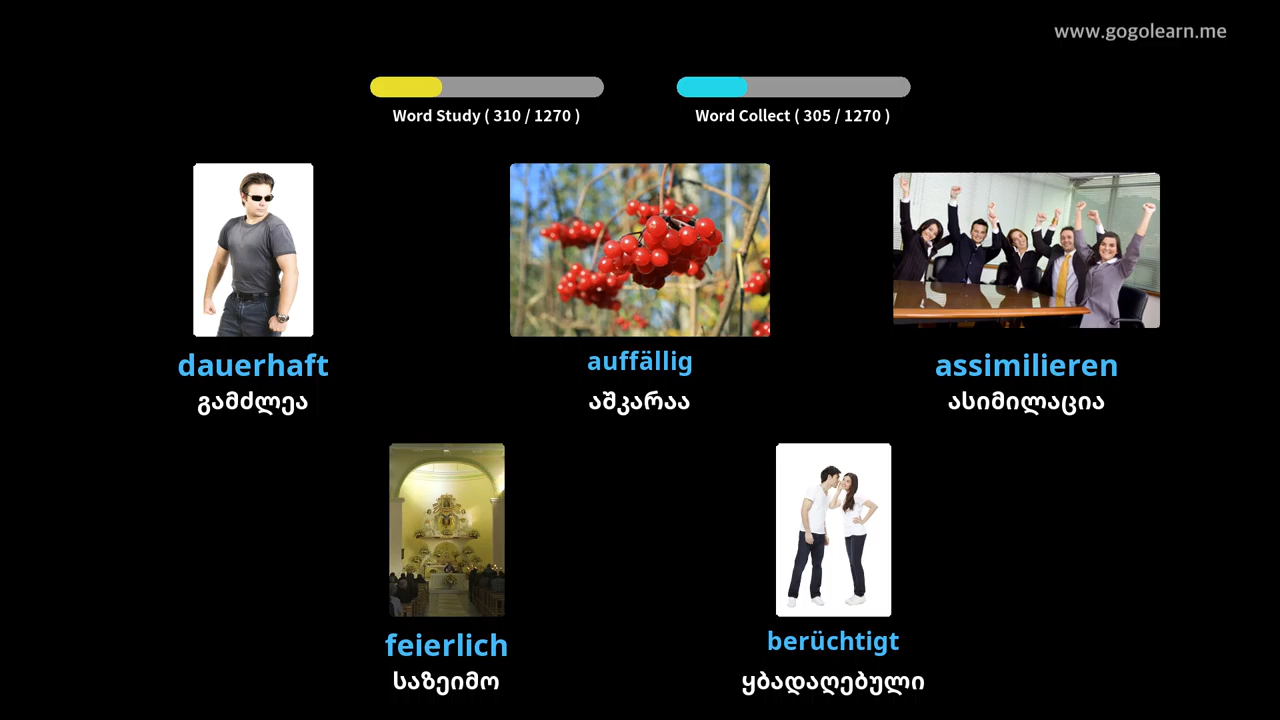 www.gogolearn.me
Word Study ( 310 / 1270 )
Word Collect ( 305 / 1270 )
dauerhaft
გამძლეა
auffällig
აშკარაა
assimilieren
ასიმილაცია
feierlich
საზეიმო
berüchtigt
ყბადაღებული